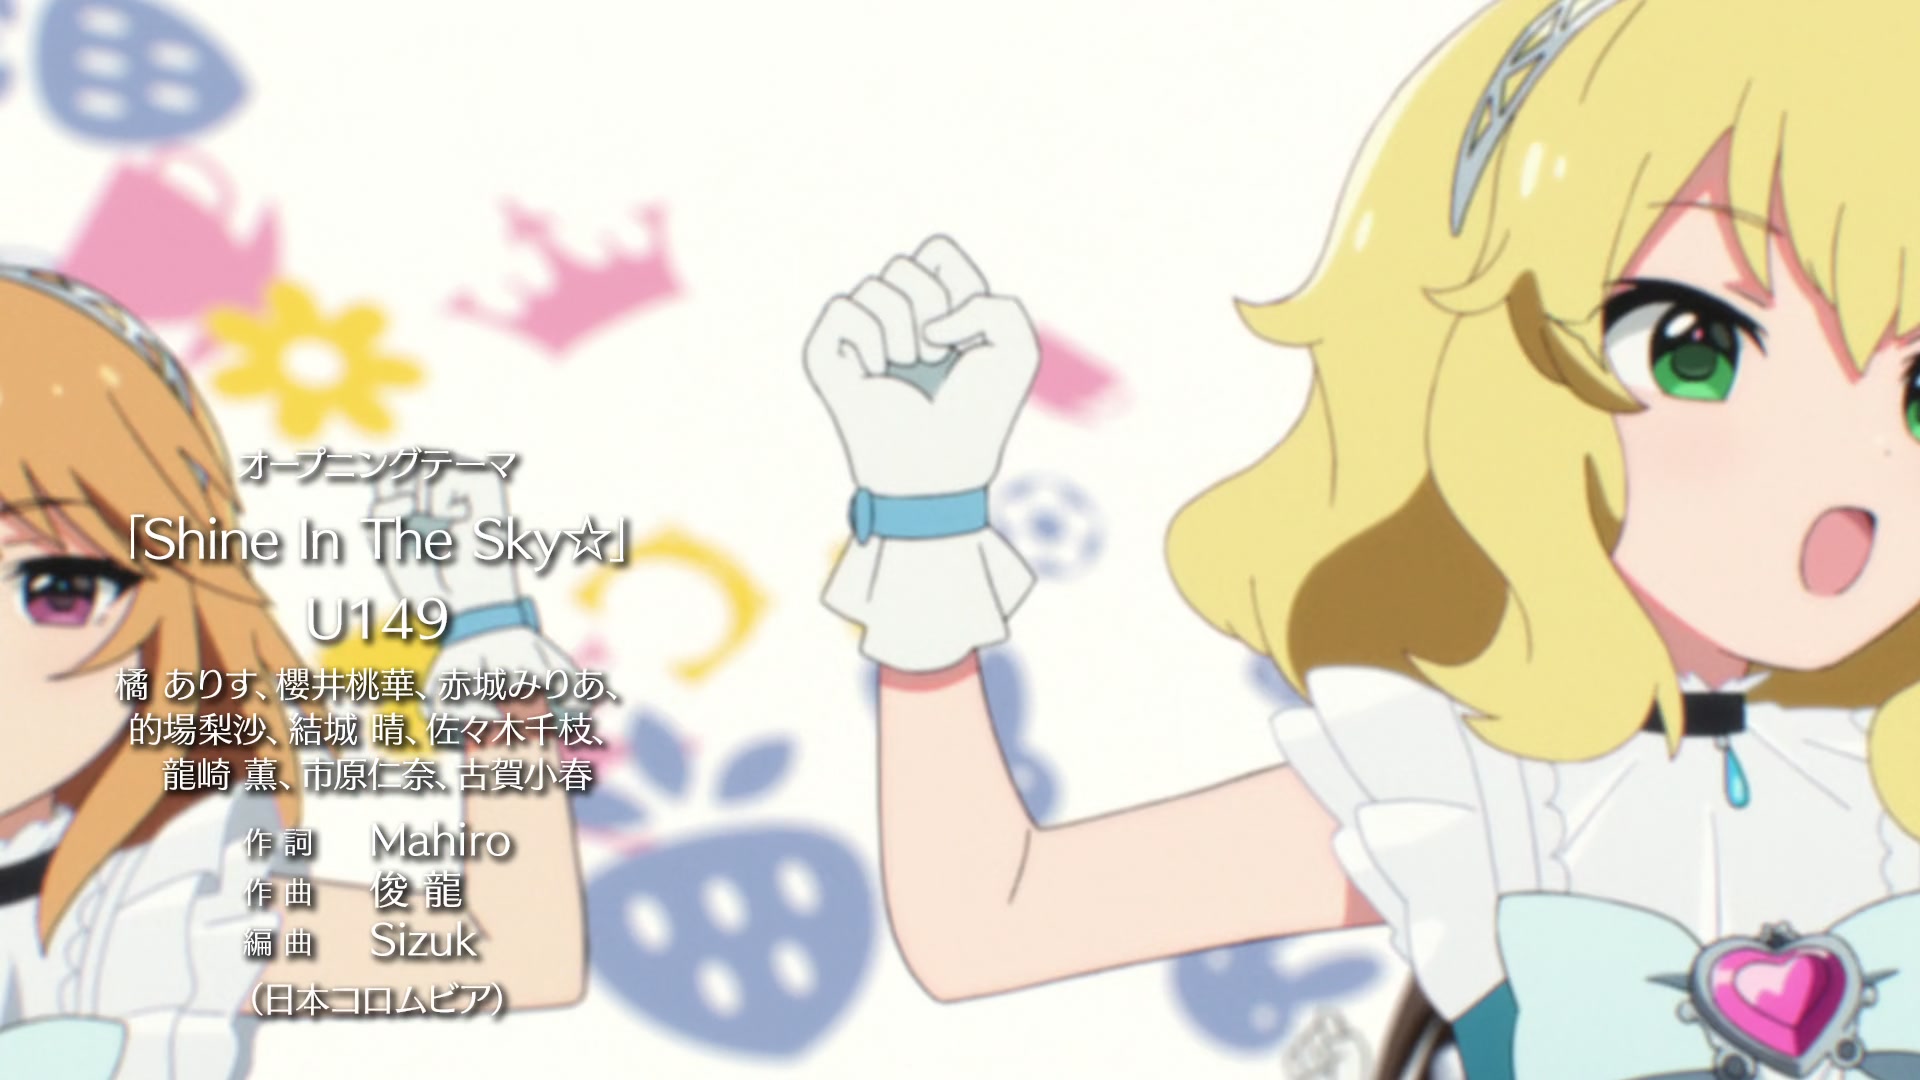 オープニングテーマ
「Shine In The Sky☆」
U149
橘 ありす、櫻井桃華、赤城みりあ、
的場梨沙、結城 晴、佐々木千枝、
龍崎 薫、市原仁奈、古賀小春
作詞 Mahiro
作曲 俊龍
編曲 Sizuk
（日本コロムビア）